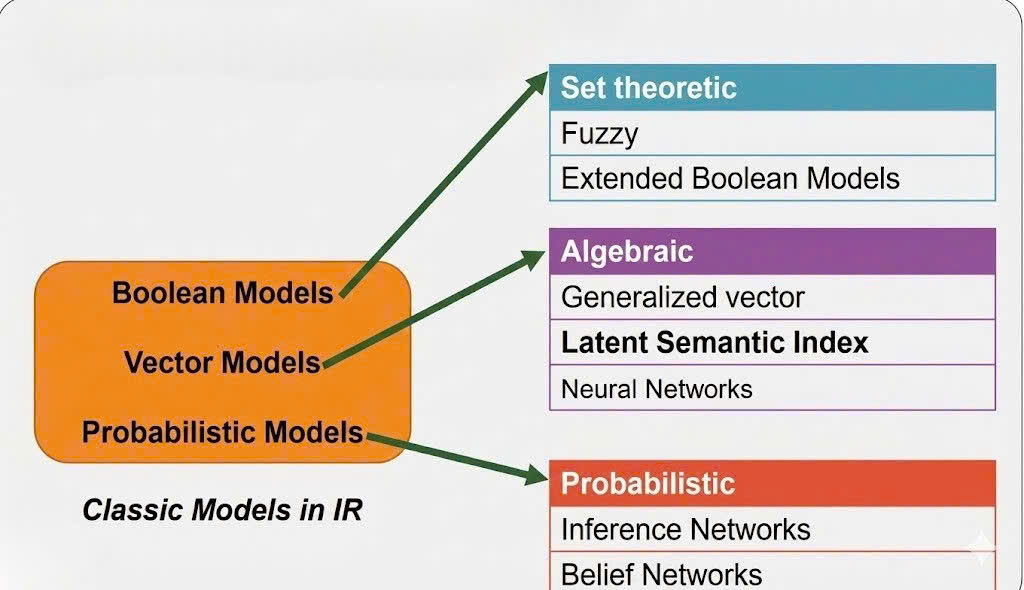 Boolean Models
Vector Models
Probabilistic Models
Classic Models in IR
Set theoretic
Fuzzy
Extended Boolean Models
Algebraic
Generalized vector
Latent Semantic Index
Neural Networks
Probabilistic
Inference Networks
Belief Networks